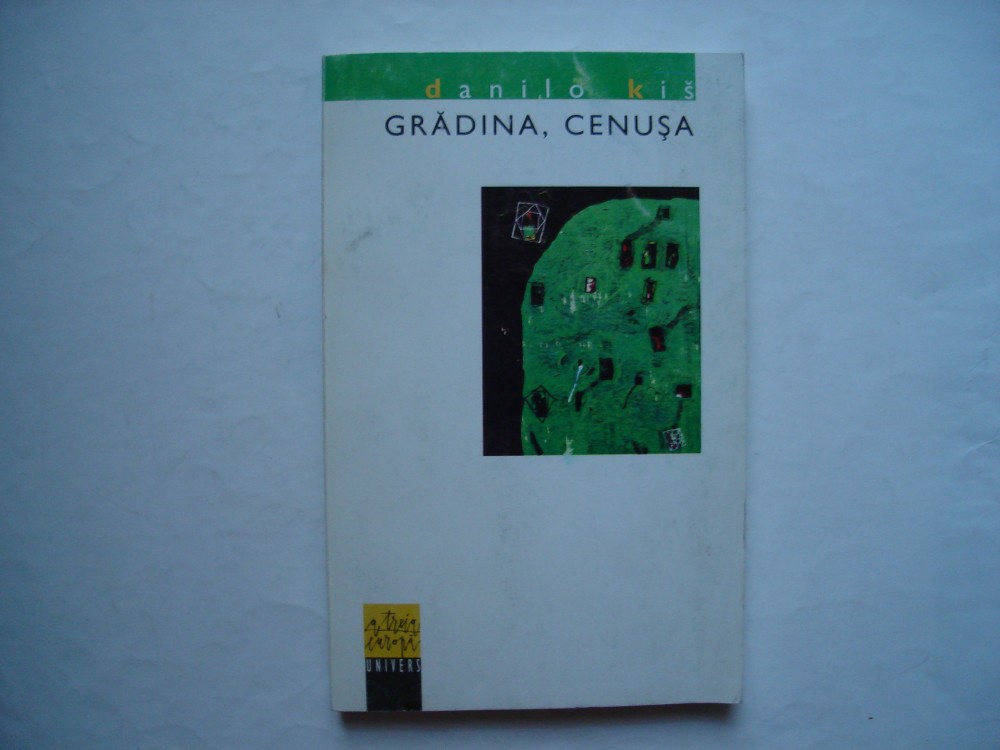 danilo kiš
GRĂDINA, CENUŞA
a treia
europă
UNIVERS